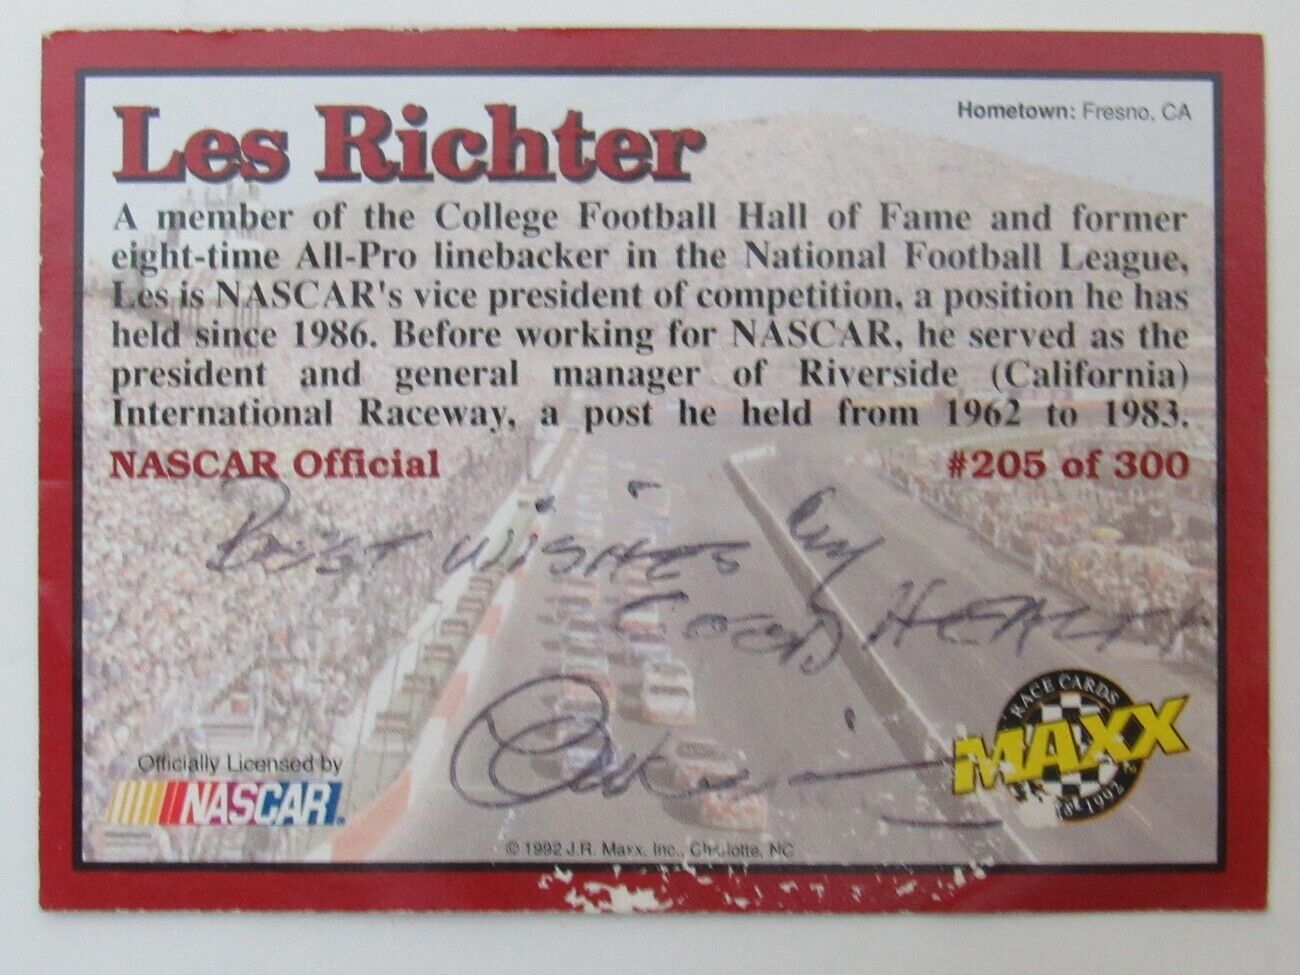 Les Richter
Hometown: Fresno, CA
A member of the College Football Hall of Fame and former
eight-time All-Pro linebacker in the National Football League,
Les is NASCAR's vice president of competition, a position he has
held since 1986. Before working for NASCAR, he served as the
president and general manager of Riverside (California)
International Raceway, a post he held from 1962 to 1983.
NASCAR Official
#205 of 300
Best Wishes
Good Health
RACE CARDS
MAXX
1992
Officially Licensed by
NASCAR.
© 1992 J.R. Maxx, Inc., Charlotte, NC